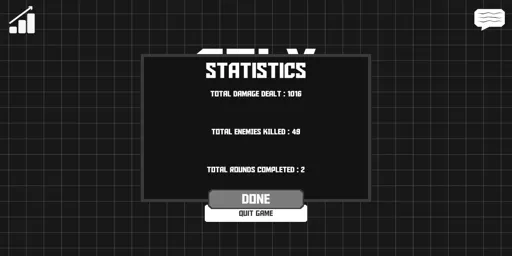 STATISTICS
TOTAL DAMAGE DEALT : 1016
TOTAL ENEMIES KILLED : 49
TOTAL ROUNDS COMPLETED : 2
DONE
QUIT GAME